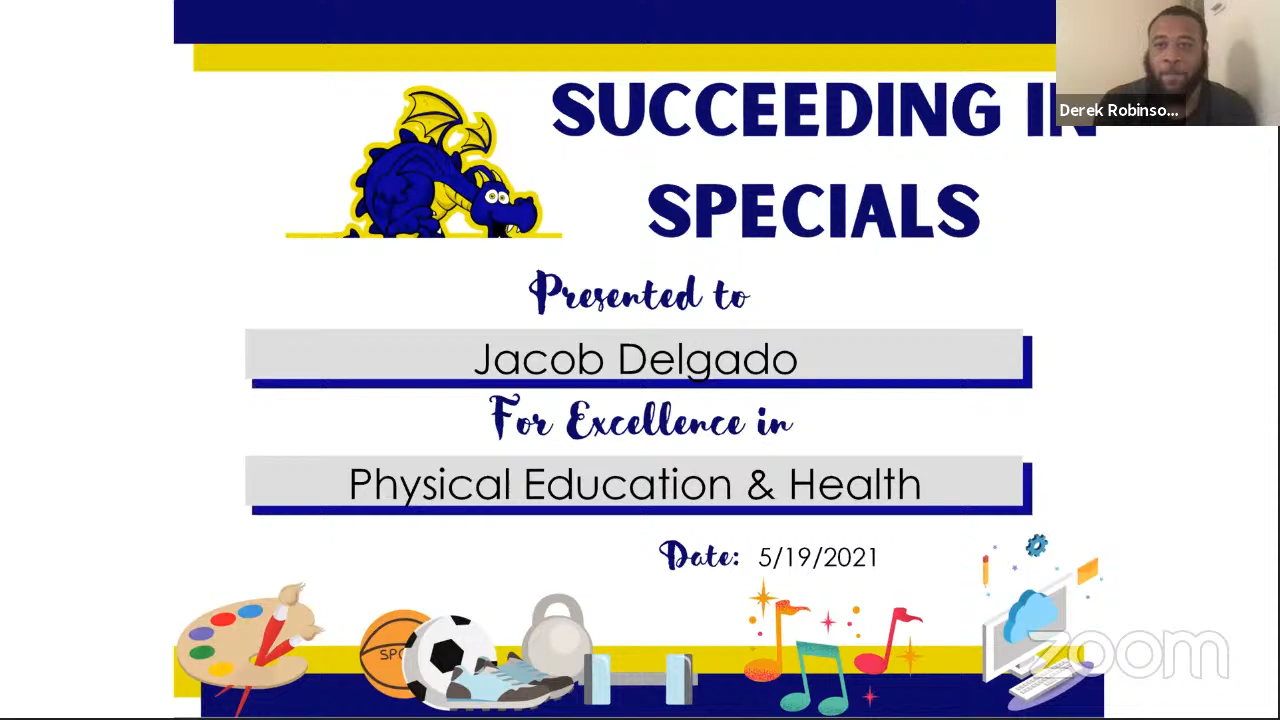 SUCCEEDING IN
SPECIALS
Derek Robinso...
Presented to
Jacob Delgado
For Excellence in
Physical Education & Health
Date: 5/19/2021
zoom